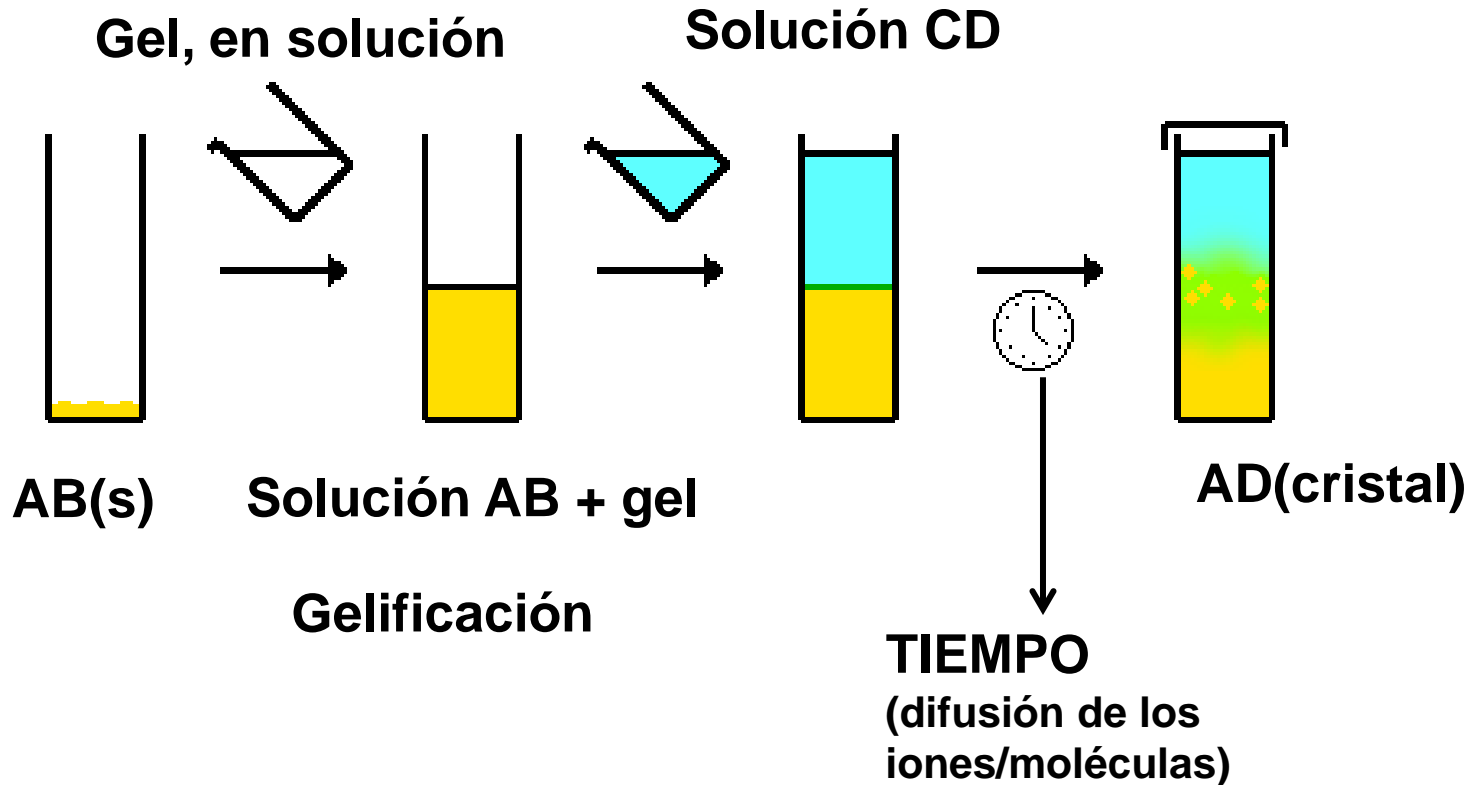 Gel, en solución
Solución CD
AB(s)
Solución AB + gel
AD(cristal)
Gelificación
TIEMPO
(difusión de los
iones/moléculas)